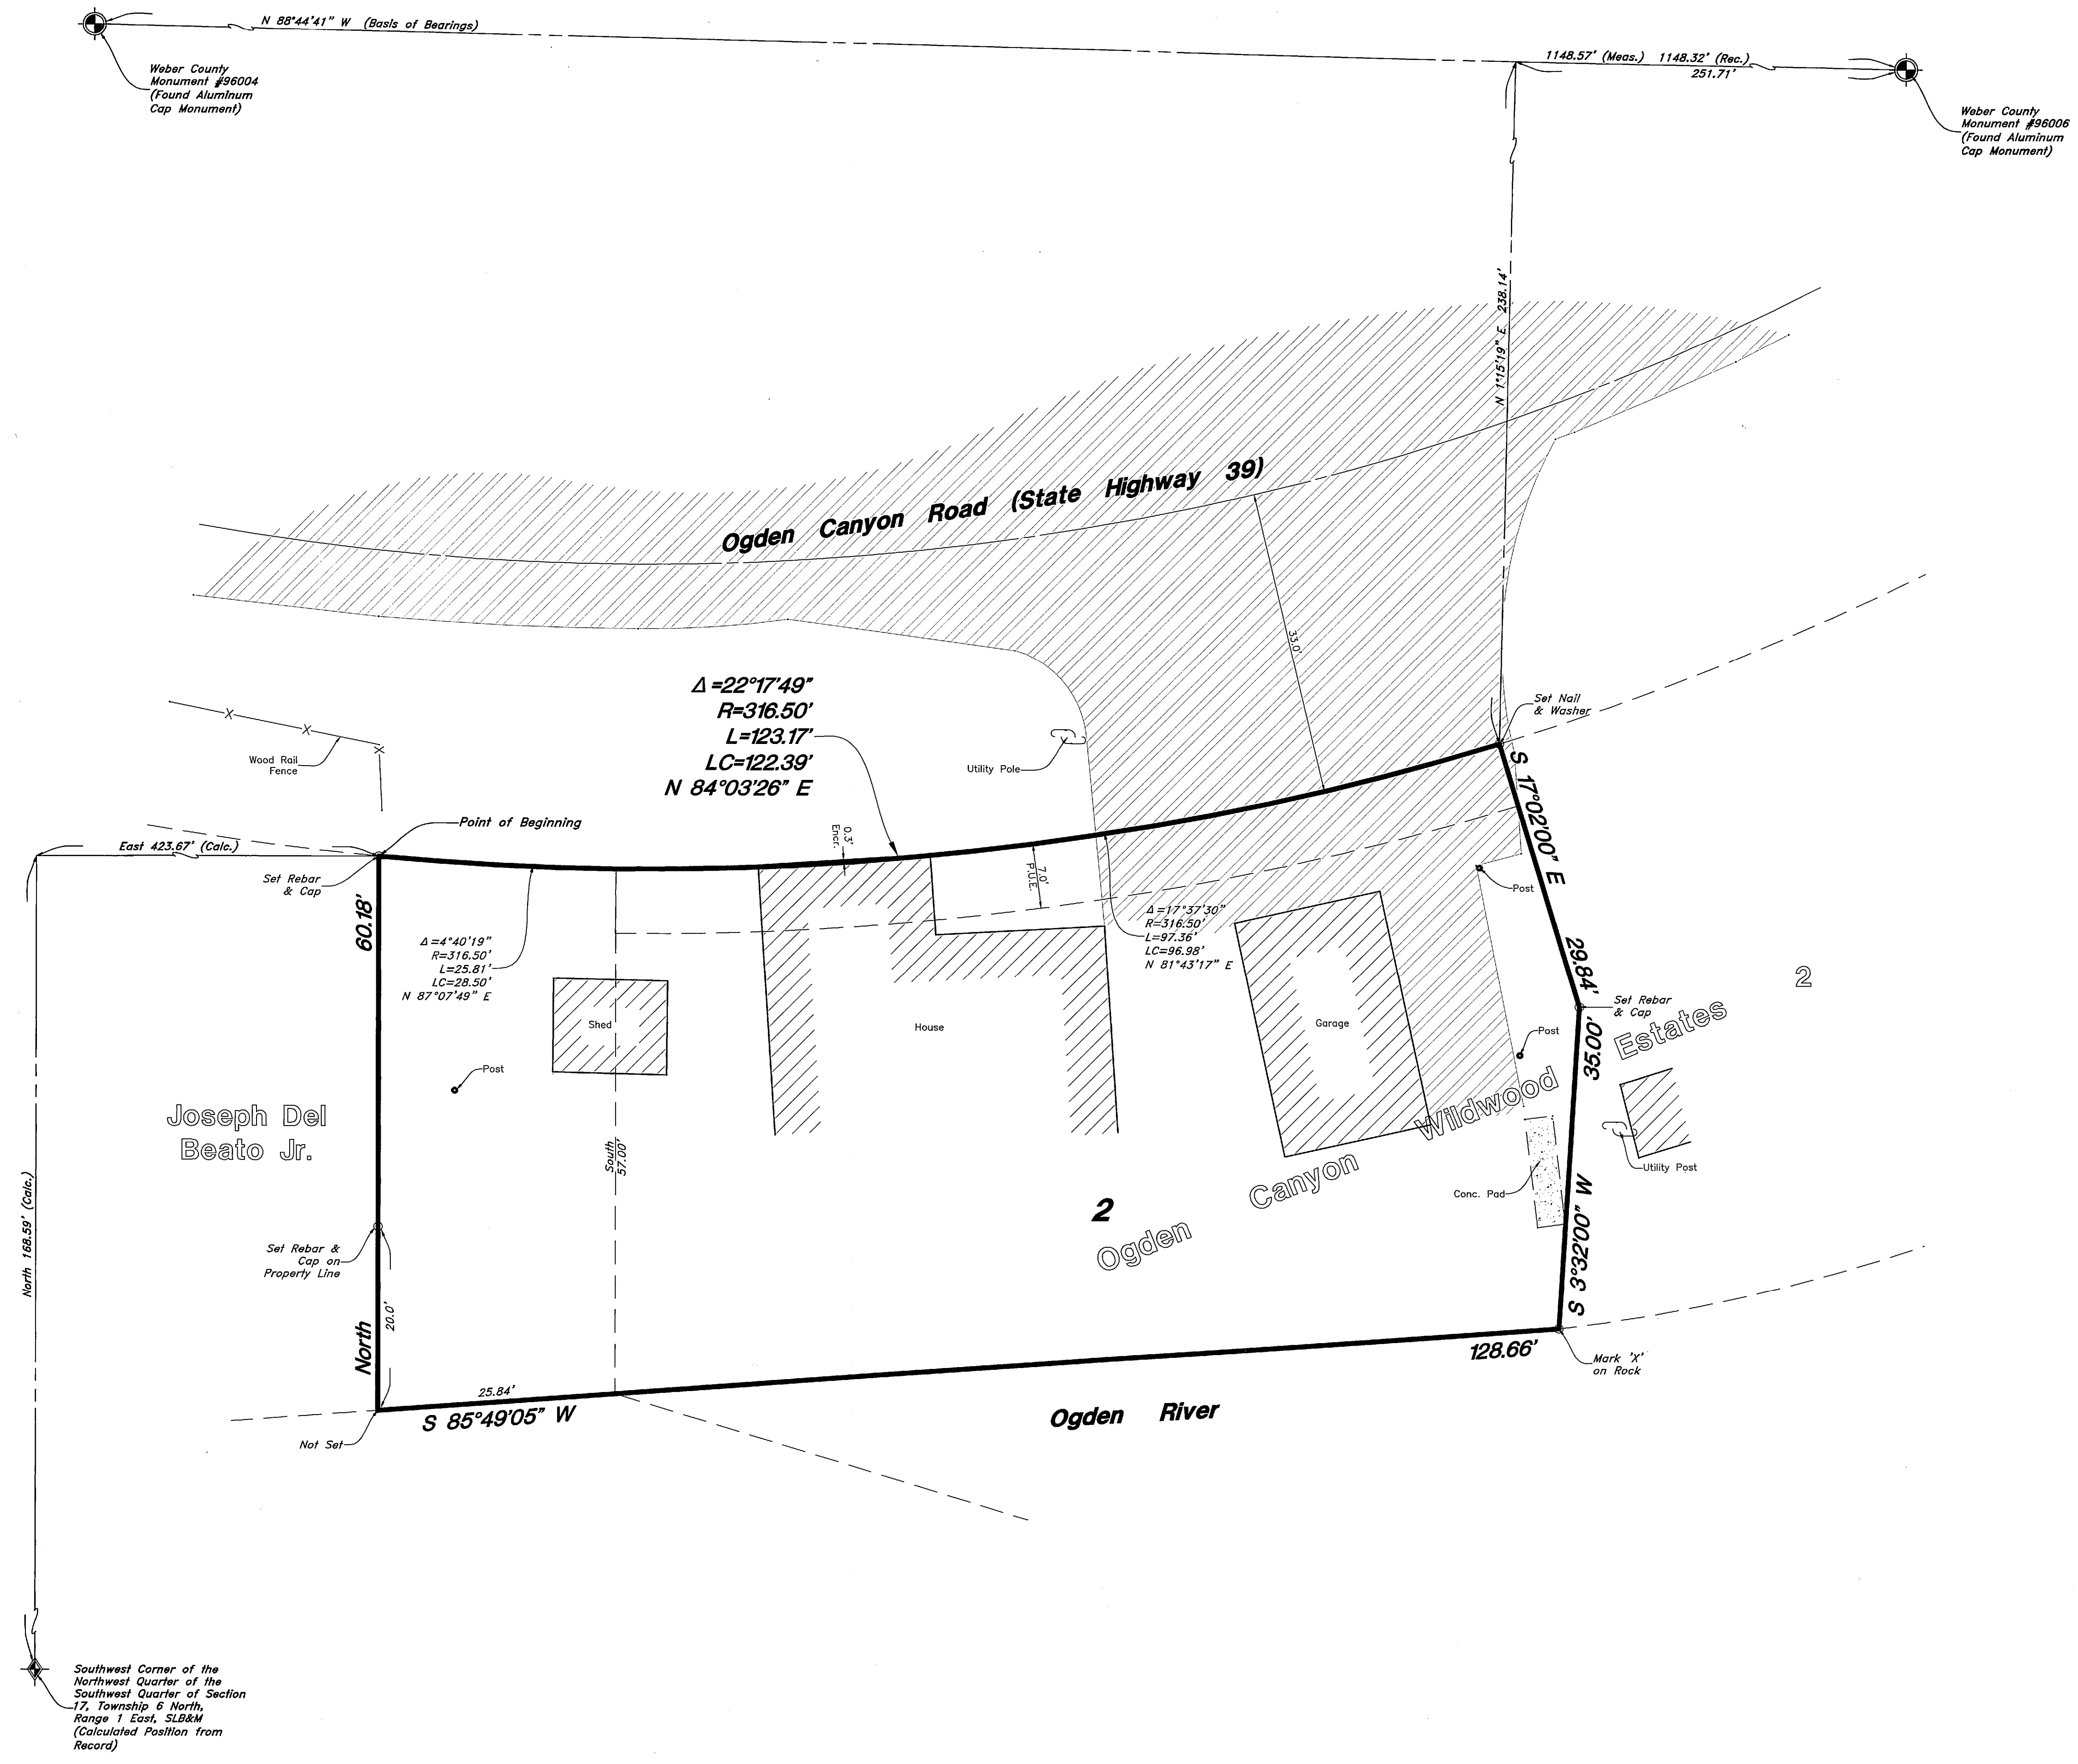 N 88°44'41" W (Basis of Bearings)
1148.57' (Meas.) 1148.32' (Rec.)
251.71'
Weber County
Monument #96004
(Found Aluminum
Cap Monument)
Weber County
Monument #96006
(Found Aluminum
Cap Monument)
N 1°15'19" E 238.14'
Ogden Canyon Road (State Highway 39)
33.0'
Δ=22°17'49"
R=316.50'
L=123.17'
LC=122.39'
N 84°03'26" E
Set Nail
& Washer
Utility Pole
Wood Rail
Fence
Point of Beginning
East 423.67' (Calc.)
Set Rebar
& Cap
0.3'
Encr.
7.0'
P.U.E.
S 17°02'00" E 29.84'
Post
60.18'
Δ=4°40'19"
R=316.50'
L=25.81'
LC=28.50'
N 87°07'49" E
Δ=17°37'30"
R=316.50'
L=97.36'
LC=96.98'
N 81°43'17" E
2
Set Rebar
& Cap
Shed
House
Garage
Post
Post
35.00'
Ogden Canyon Wildwood Estates
Joseph Del
Beato Jr.
South
57.00'
Utility Post
Conc. Pad
2
S 3°32'00" W
North 168.59' (Calc.)
Set Rebar &
Cap on
Property Line
20.0'
North
128.66'
Mark 'X'
on Rock
25.84'
S 85°49'05" W
Ogden River
Not Set
Southwest Corner of the
Northwest Quarter of the
Southwest Quarter of Section
17, Township 6 North,
Range 1 East, SLB&M
(Calculated Position from
Record)